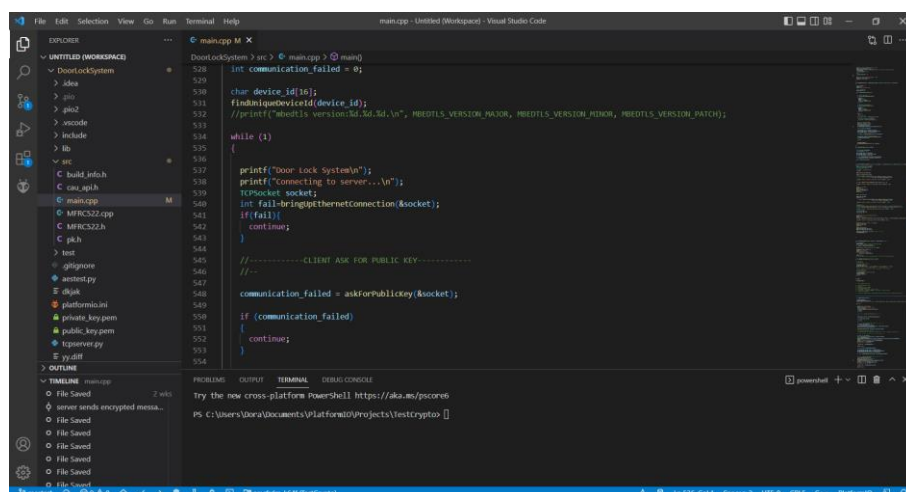 File Edit Selection View Go Run Terminal Help
main.cpp - Untitled (Workspace) - Visual Studio Code
EXPLORER
UNTITLED (WORKSPACE)
DoorLockSystem
.idea
.pio
.pio2
.vscode
include
lib
src
build_info.h
cau_api.h
main.cpp M
MFRC522.cpp
MFRC522.h
pk.h
test
.gitignore
aestest.py
dkjak
platformio.ini
private_key.pem
public_key.pem
tcpserver.py
yy.diff
OUTLINE
TIMELINE main.cpp
File Saved 2 wks
server sends encrypted messa...
File Saved
File Saved
File Saved
File Saved
File Saved
File Saved
main.cpp M
DoorLockSystem > src > main.cpp > main()
528 int communication_failed = 0;
529
530 char device_id[16];
531 findUniqueDeviceId(device_id);
532 //printf("mbedtls version:%d.%d.%d.\n", MBEDTLS_VERSION_MAJOR, MBEDTLS_VERSION_MINOR, MBEDTLS_VERSION_PATCH);
533
534 while (1)
535 {
536
537 printf("Door Lock System\n");
538 printf("Connecting to server...\n");
539 TCPSocket socket;
540 int fail=bringUpEthernetConnection(&socket);
541 if(fail){
542 continue;
543 }
544
545 //------------CLIENT ASK FOR PUBLIC KEY-----------
546 //--
547
548 communication_failed = askForPublicKey(&socket);
549
550 if (communication_failed)
551 {
552 continue;
553 }
554
PROBLEMS OUTPUT TERMINAL DEBUG CONSOLE
powershell
Try the new cross-platform PowerShell https://aka.ms/pscore6
PS C:\Users\Dora\Documents\PlatformIO\Projects\TestCrypto>